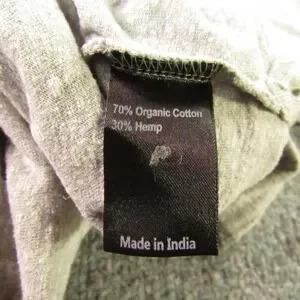 70% Organic Cotton
30% Hemp
Made in India